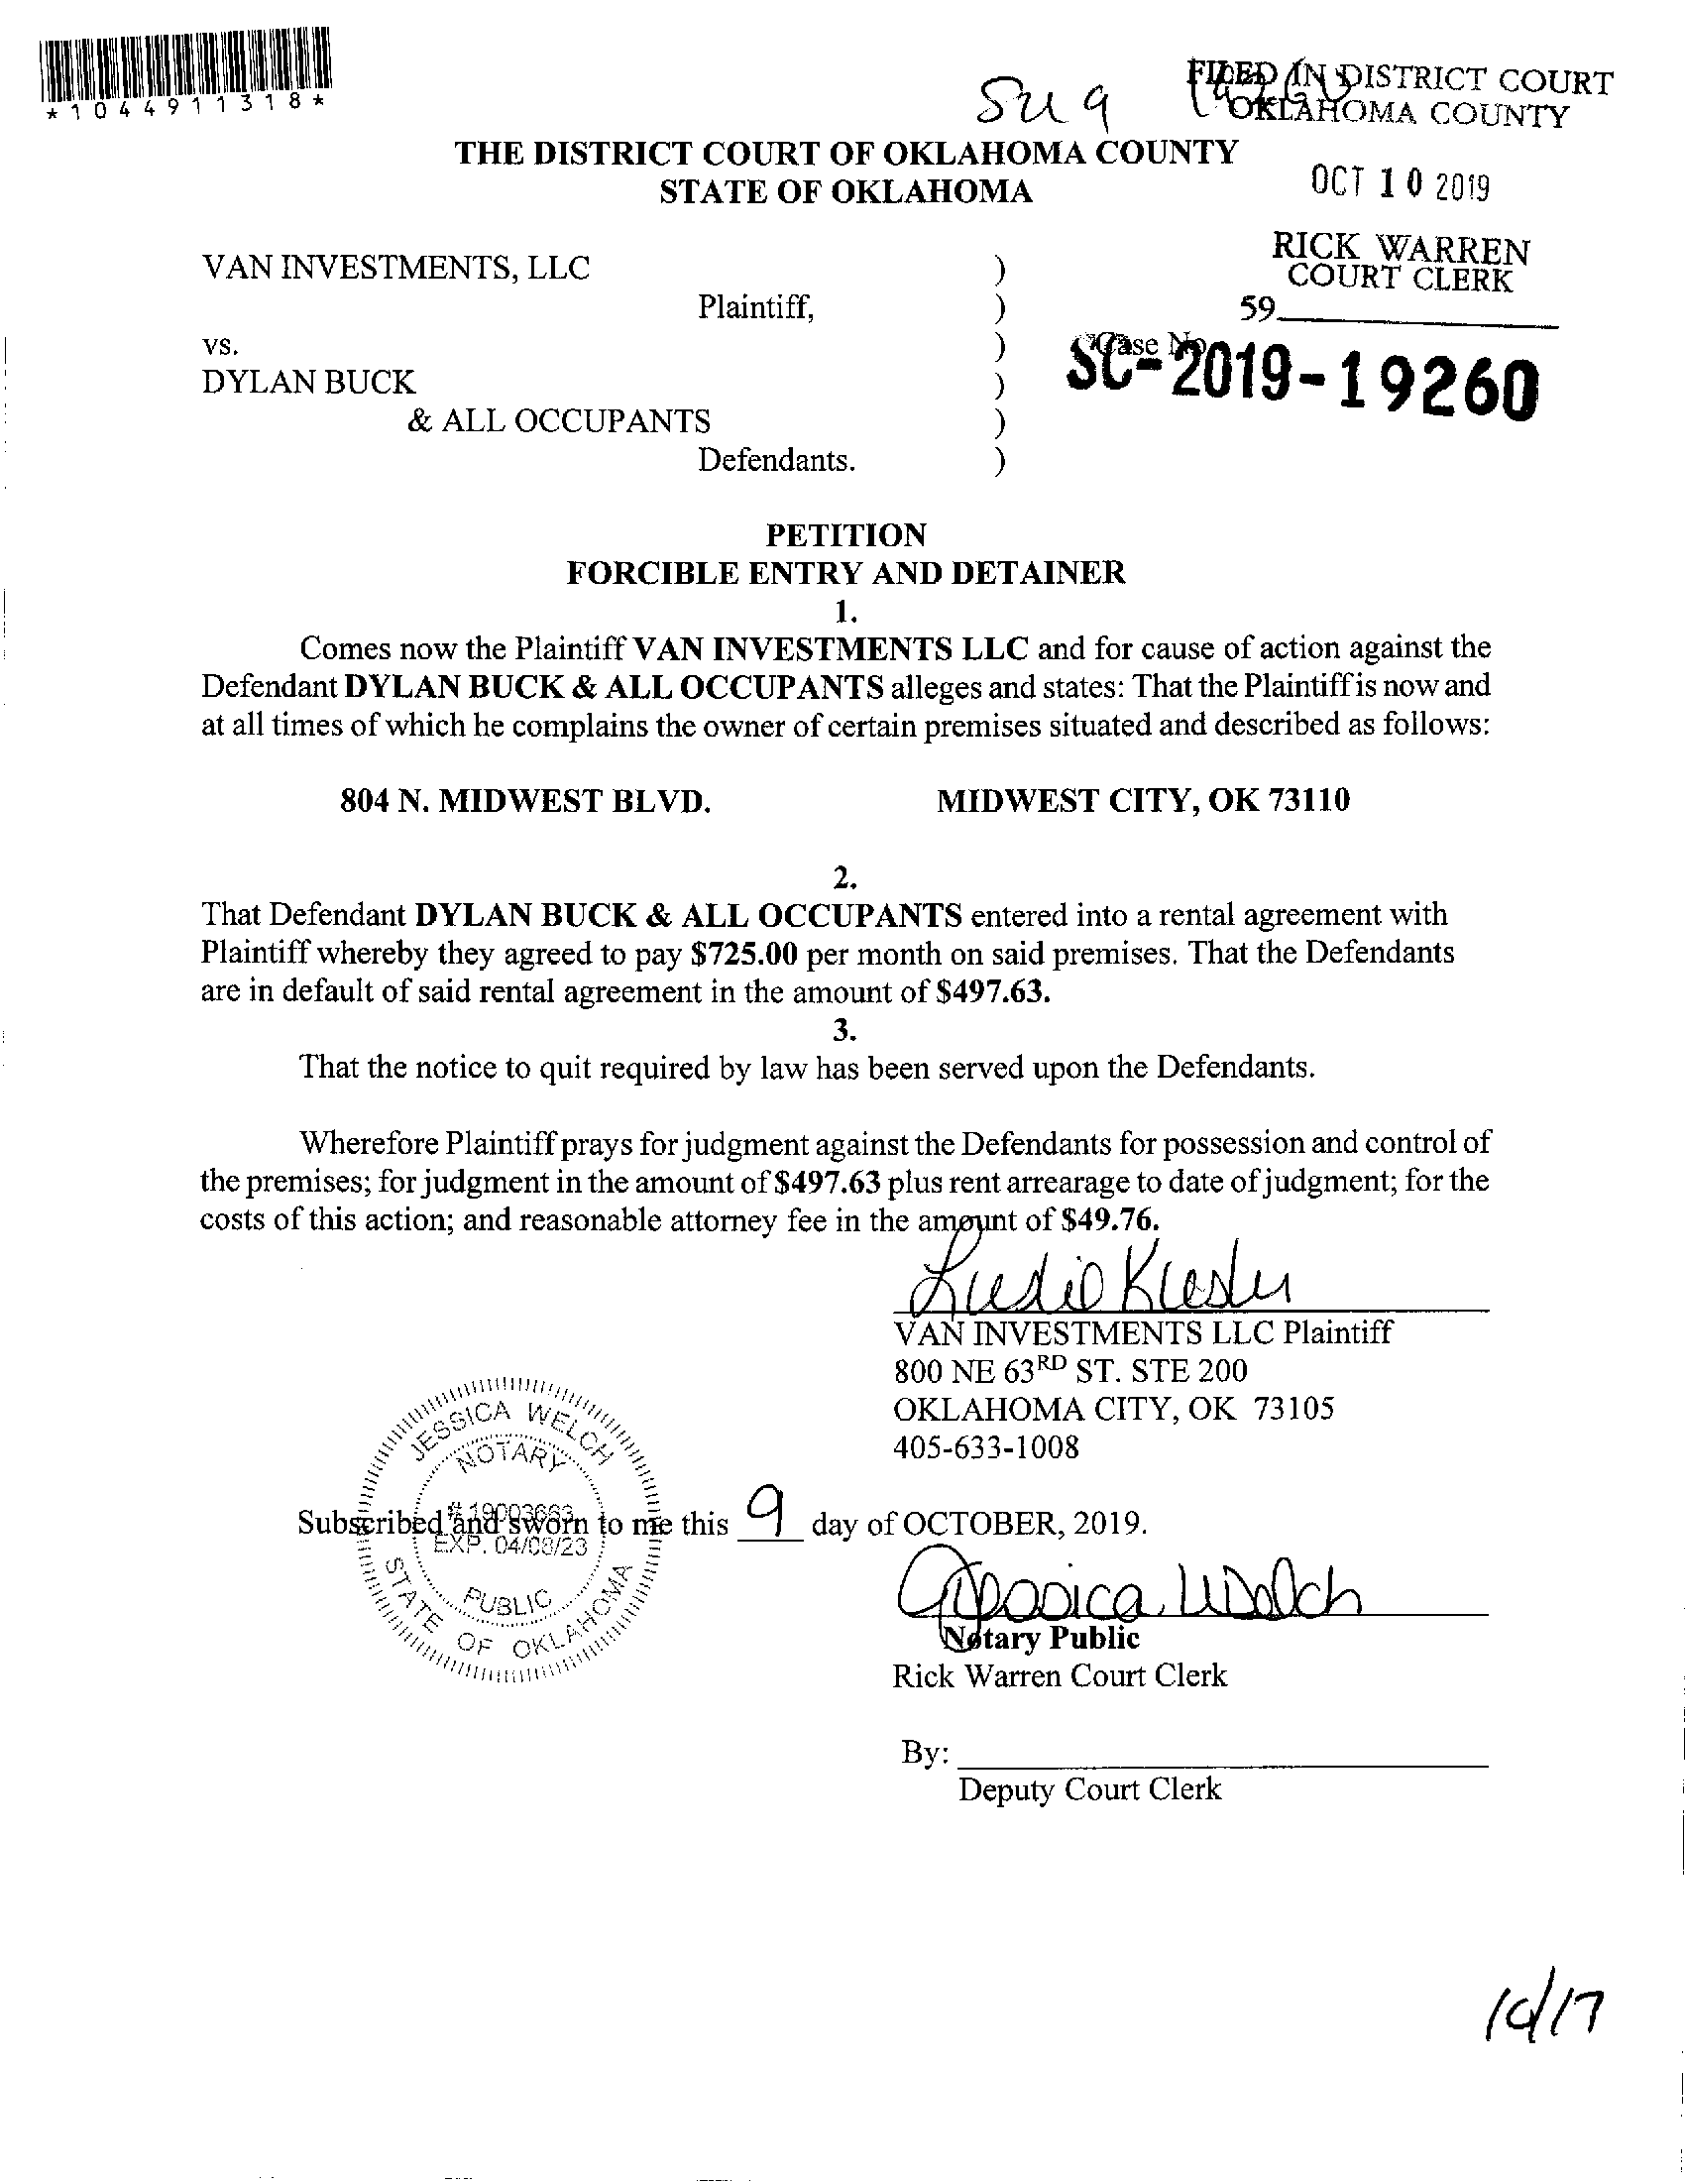 *1044911318*
FILED IN DISTRICT COURT
OKLAHOMA COUNTY
THE DISTRICT COURT OF OKLAHOMA COUNTY
STATE OF OKLAHOMA
OCT 10 2019
RICK WARREN
COURT CLERK
59
VAN INVESTMENTS, LLC )
Plaintiff, )
vs. ) Case No.
SC-2019-19260
DYLAN BUCK )
& ALL OCCUPANTS )
Defendants. )
PETITION
FORCIBLE ENTRY AND DETAINER
1.
Comes now the Plaintiff VAN INVESTMENTS LLC and for cause of action against the
Defendant DYLAN BUCK & ALL OCCUPANTS alleges and states: That the Plaintiff is now and
at all times of which he complains the owner of certain premises situated and described as follows:
804 N. MIDWEST BLVD. MIDWEST CITY, OK 73110
2.
That Defendant DYLAN BUCK & ALL OCCUPANTS entered into a rental agreement with
Plaintiff whereby they agreed to pay $725.00 per month on said premises. That the Defendants
are in default of said rental agreement in the amount of $497.63.
3.
That the notice to quit required by law has been served upon the Defendants.
Wherefore Plaintiff prays for judgment against the Defendants for possession and control of
the premises; for judgment in the amount of $497.63 plus rent arrearage to date of judgment; for the
costs of this action; and reasonable attorney fee in the amount of $49.76.
VAN INVESTMENTS LLC Plaintiff
800 NE 63RD ST. STE 200
OKLAHOMA CITY, OK 73105
405-633-1008
JESSICA WELCH
NOTARY
# 19003663
EXP. 04/08/23
PUBLIC
STATE OF OKLAHOMA
Subscribed and sworn to me this 9 day of OCTOBER, 2019.
Jessica Welch
Notary Public
Rick Warren Court Clerk
By:
Deputy Court Clerk
10/17